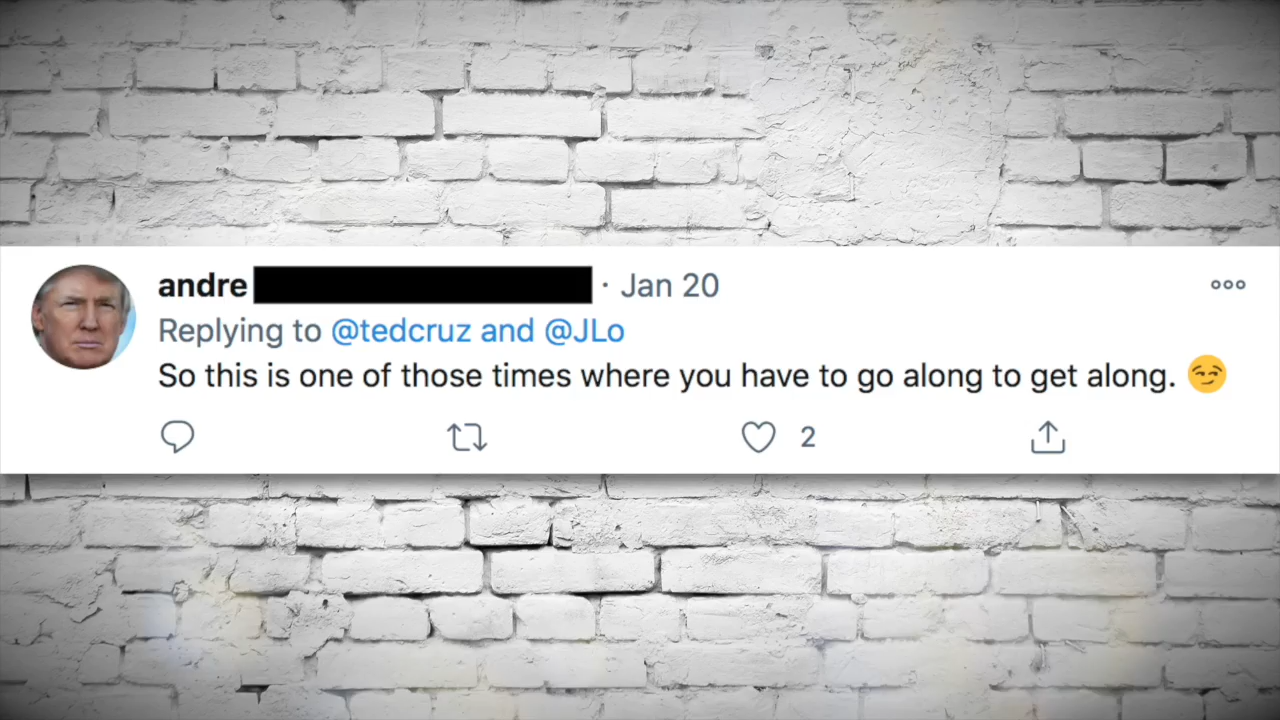 andre · Jan 20
Replying to @tedcruz and @JLo
So this is one of those times where you have to go along to get along. 😏
2